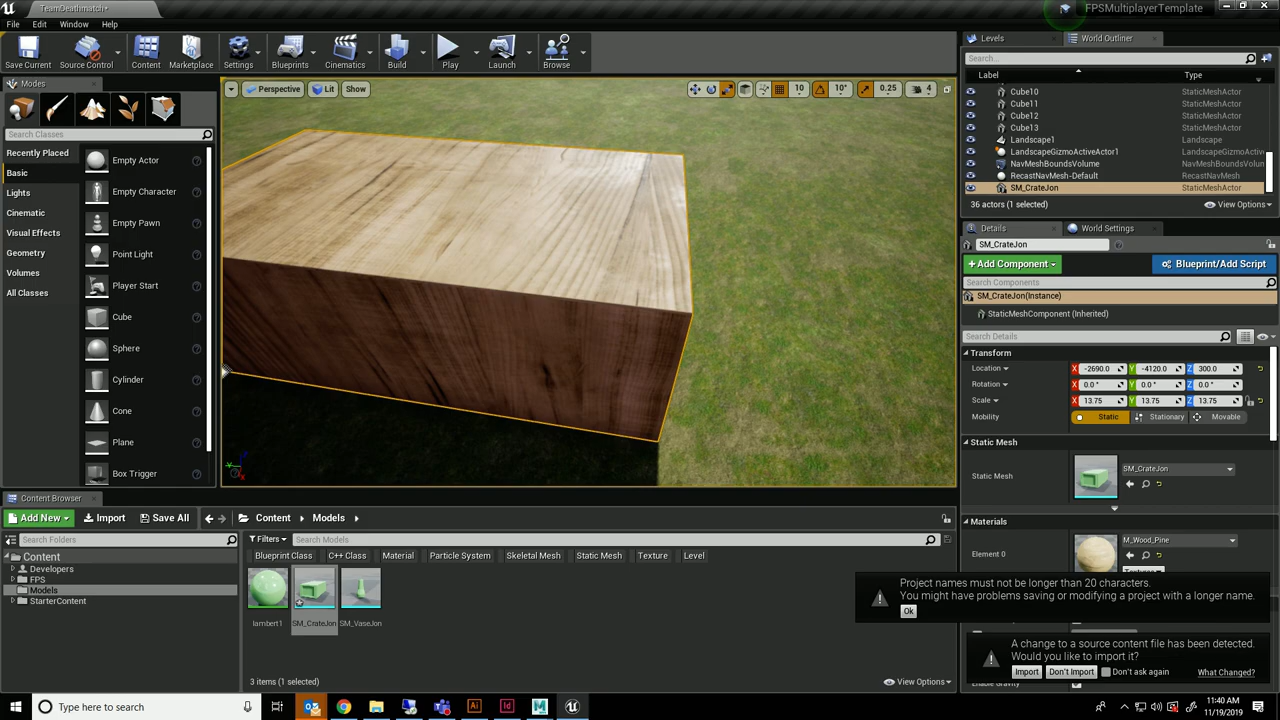 TeamDeathmatch*
FPSMultiplayerTemplate
File Edit Window Help
Save Current
Source Control
Content
Marketplace
Settings
Blueprints
Cinematics
Build
Play
Launch
Browse
Modes
Search Classes
Recently Placed
Basic
Lights
Cinematic
Visual Effects
Geometry
Volumes
All Classes
Empty Actor
Empty Character
Empty Pawn
Point Light
Player Start
Cube
Sphere
Cylinder
Cone
Plane
Box Trigger
Perspective Lit Show
10 10° 0.25 4
Levels World Outliner
Search...
Label Type
Cube10 StaticMeshActor
Cube11 StaticMeshActor
Cube12 StaticMeshActor
Cube13 StaticMeshActor
Landscape1 Landscape
LandscapeGizmoActiveActor1 LandscapeGizmoActiv
NavMeshBoundsVolume NavMeshBoundsVolun
RecastNavMesh-Default RecastNavMesh
SM_CrateJon StaticMeshActor
36 actors (1 selected) View Options
Details World Settings
SM_CrateJon
+Add Component
Blueprint/Add Script
Search Components
SM_CrateJon(Instance)
StaticMeshComponent (Inherited)
Search Details
Transform
Location X -2690.0 Y -4120.0 Z 300.0
Rotation X 0.0 ° Y 0.0 ° Z 0.0 °
Scale X 13.75 Y 13.75 Z 13.75
Mobility Static Stationary Movable
Static Mesh
Static Mesh SM_CrateJon
Materials
Element 0 M_Wood_Pine
Project names must not be longer than 20 characters.
You might have problems saving or modifying a project with a longer name.
Ok
A change to a source content file has been detected.
Would you like to import it?
Import Don't Import Don't ask again What Changed?
Content Browser
Add New Import Save All Content Models
Search Folders
Content
Developers
FPS
Models
StarterContent
Filters Search Models
Blueprint Class C++ Class Material Particle System Skeletal Mesh Static Mesh Texture Level
lambert1 SM_CrateJon SM_VaseJon
3 items (1 selected) View Options
Type here to search
11:40 AM
11/19/2019